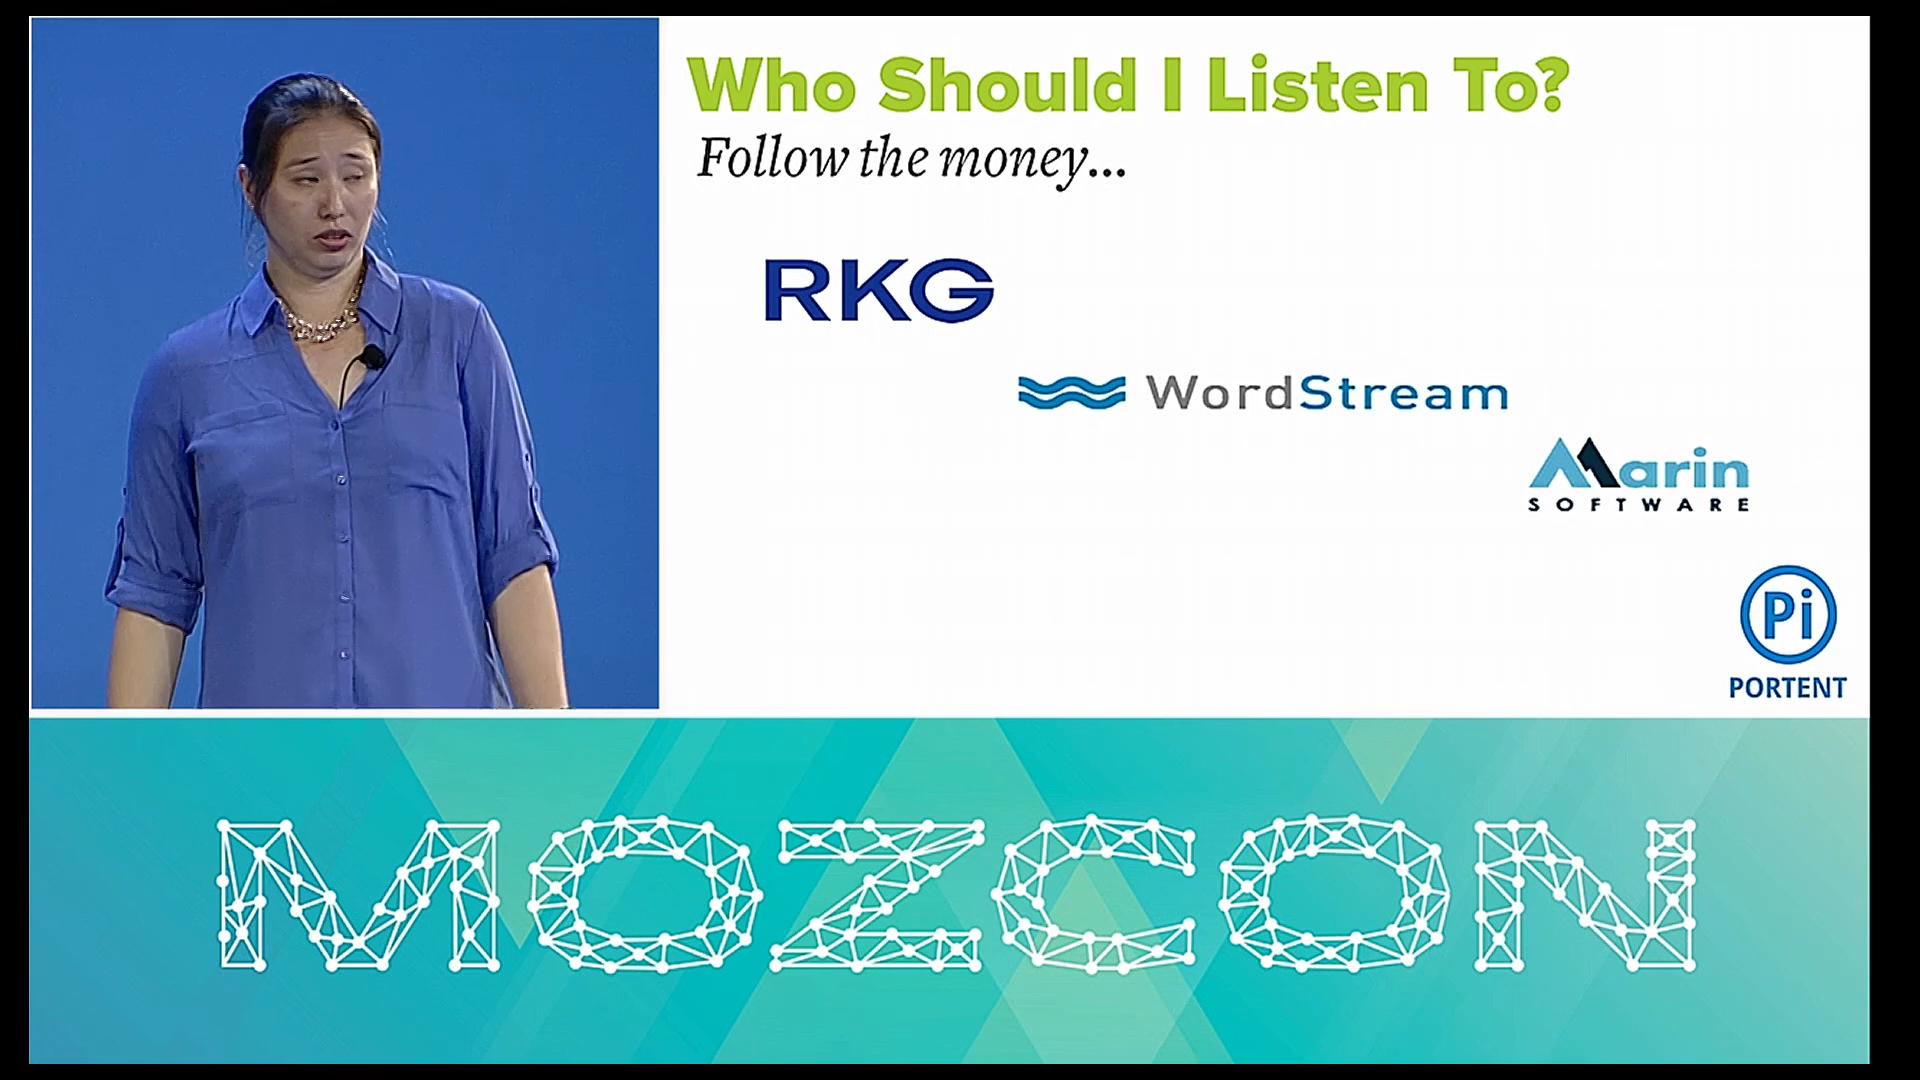 Who Should I Listen To?
Follow the money...
RKG
WordStream
Marin
SOFTWARE
Pi
PORTENT
MOZCON